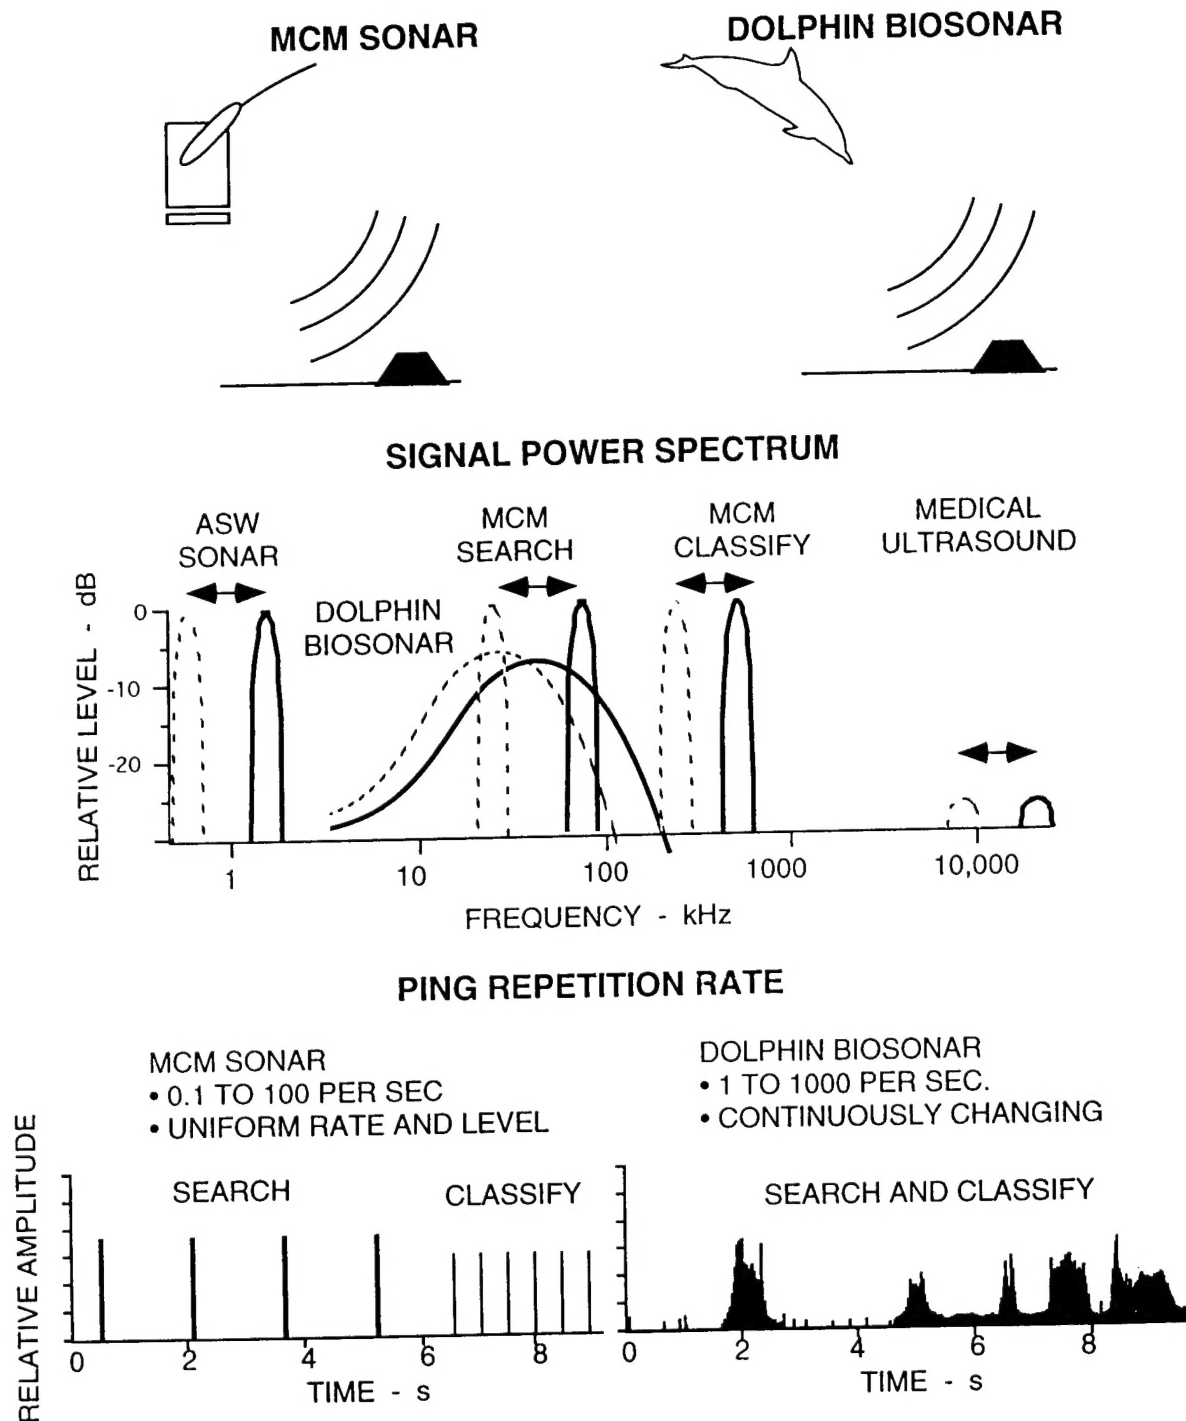 MCM SONAR
DOLPHIN BIOSONAR
SIGNAL POWER SPECTRUM
ASW
SONAR
MCM
SEARCH
MCM
CLASSIFY
MEDICAL
ULTRASOUND
DOLPHIN
BIOSONAR
RELATIVE LEVEL - dB
0
-10
-20
1
10
100
1000
10,000
FREQUENCY - kHz
PING REPETITION RATE
MCM SONAR
• 0.1 TO 100 PER SEC
• UNIFORM RATE AND LEVEL
DOLPHIN BIOSONAR
• 1 TO 1000 PER SEC.
• CONTINUOUSLY CHANGING
RELATIVE AMPLITUDE
SEARCH
CLASSIFY
0
2
4
6
8
TIME - s
SEARCH AND CLASSIFY
0
2
4
6
8
TIME - s